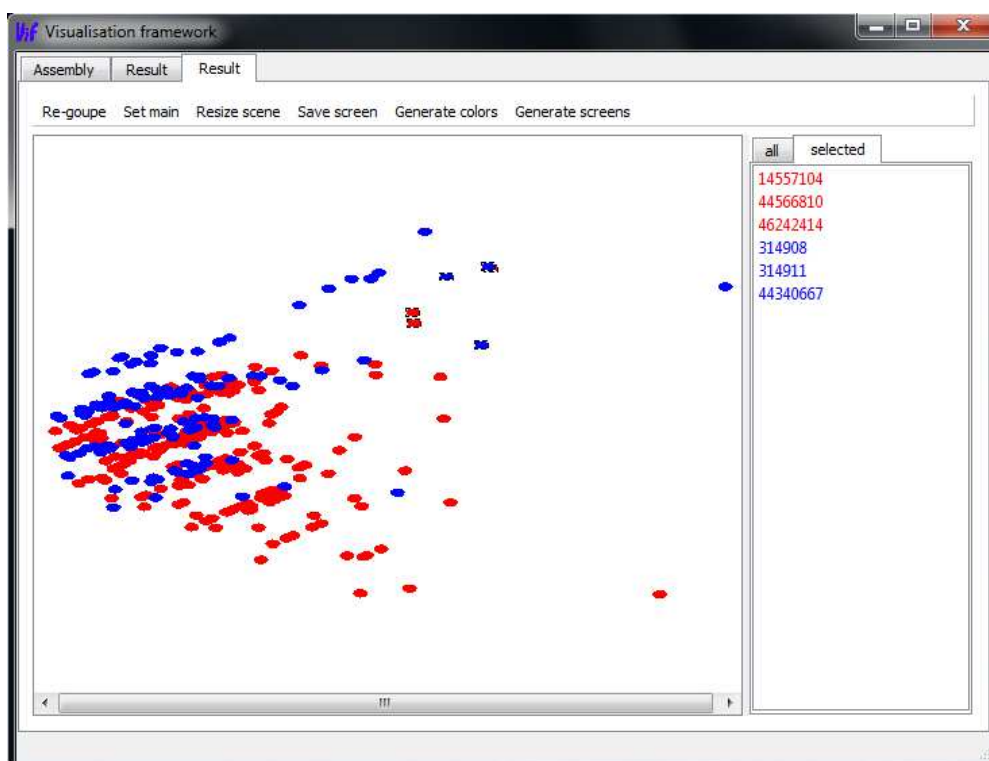 Vif Visualisation framework
Assembly Result Result
Re-goupe Set main Resize scene Save screen Generate colors Generate screens
all selected
14557104
44566810
46242414
314908
314911
44340667